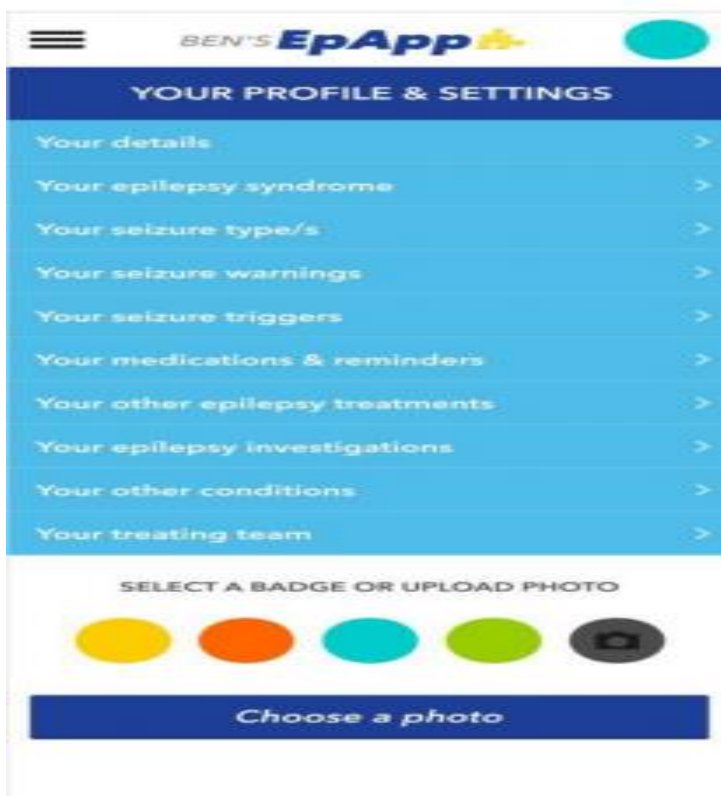 BEN'S EpApp
YOUR PROFILE & SETTINGS
Your details >
Your epilepsy syndrome >
Your seizure type/s >
Your seizure warnings >
Your seizure triggers >
Your medications & reminders >
Your other epilepsy treatments >
Your epilepsy investigations >
Your other conditions >
Your treating team >
SELECT A BADGE OR UPLOAD PHOTO
Choose a photo